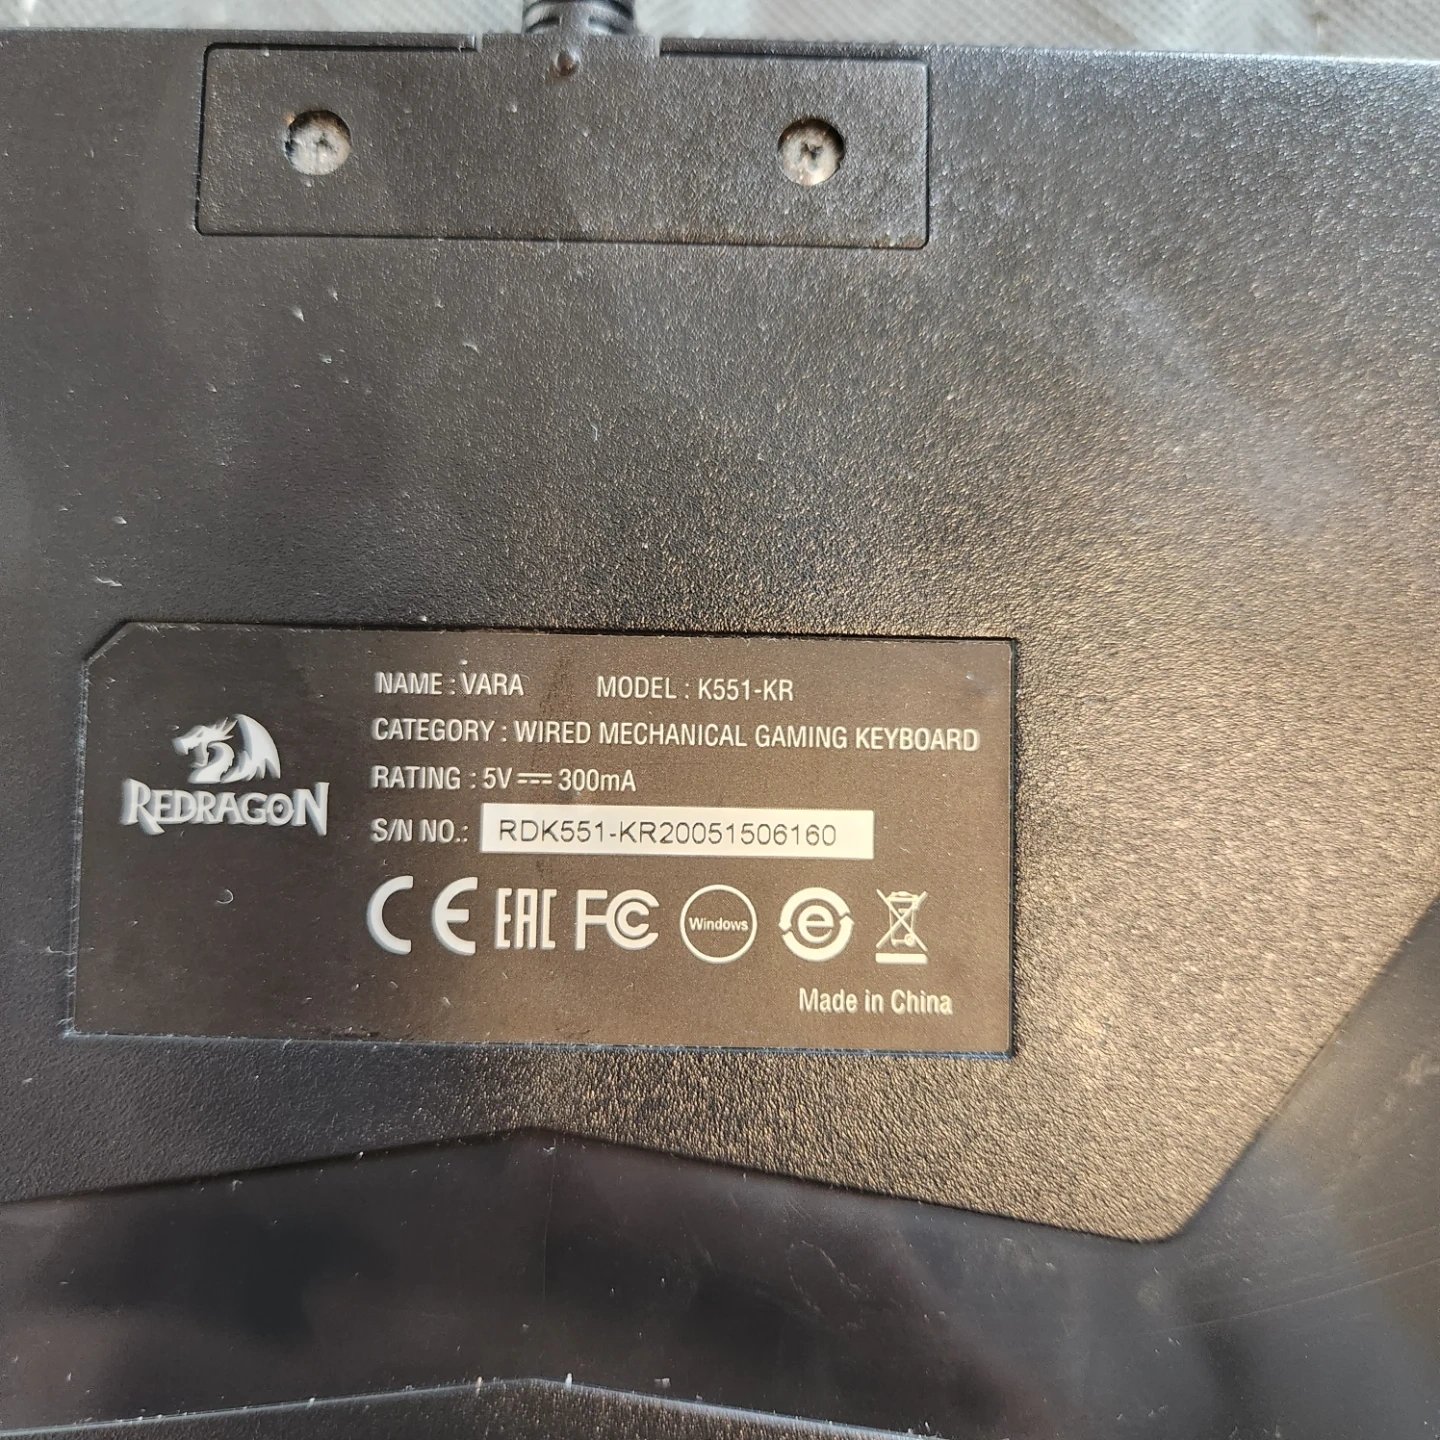 NAME : VARA MODEL : K551-KR
CATEGORY : WIRED MECHANICAL GAMING KEYBOARD
RATING : 5V⎓300mA
REDRAGON
S/N NO.: RDK551-KR20051506160
CE EAC FC Windows e
Made in China